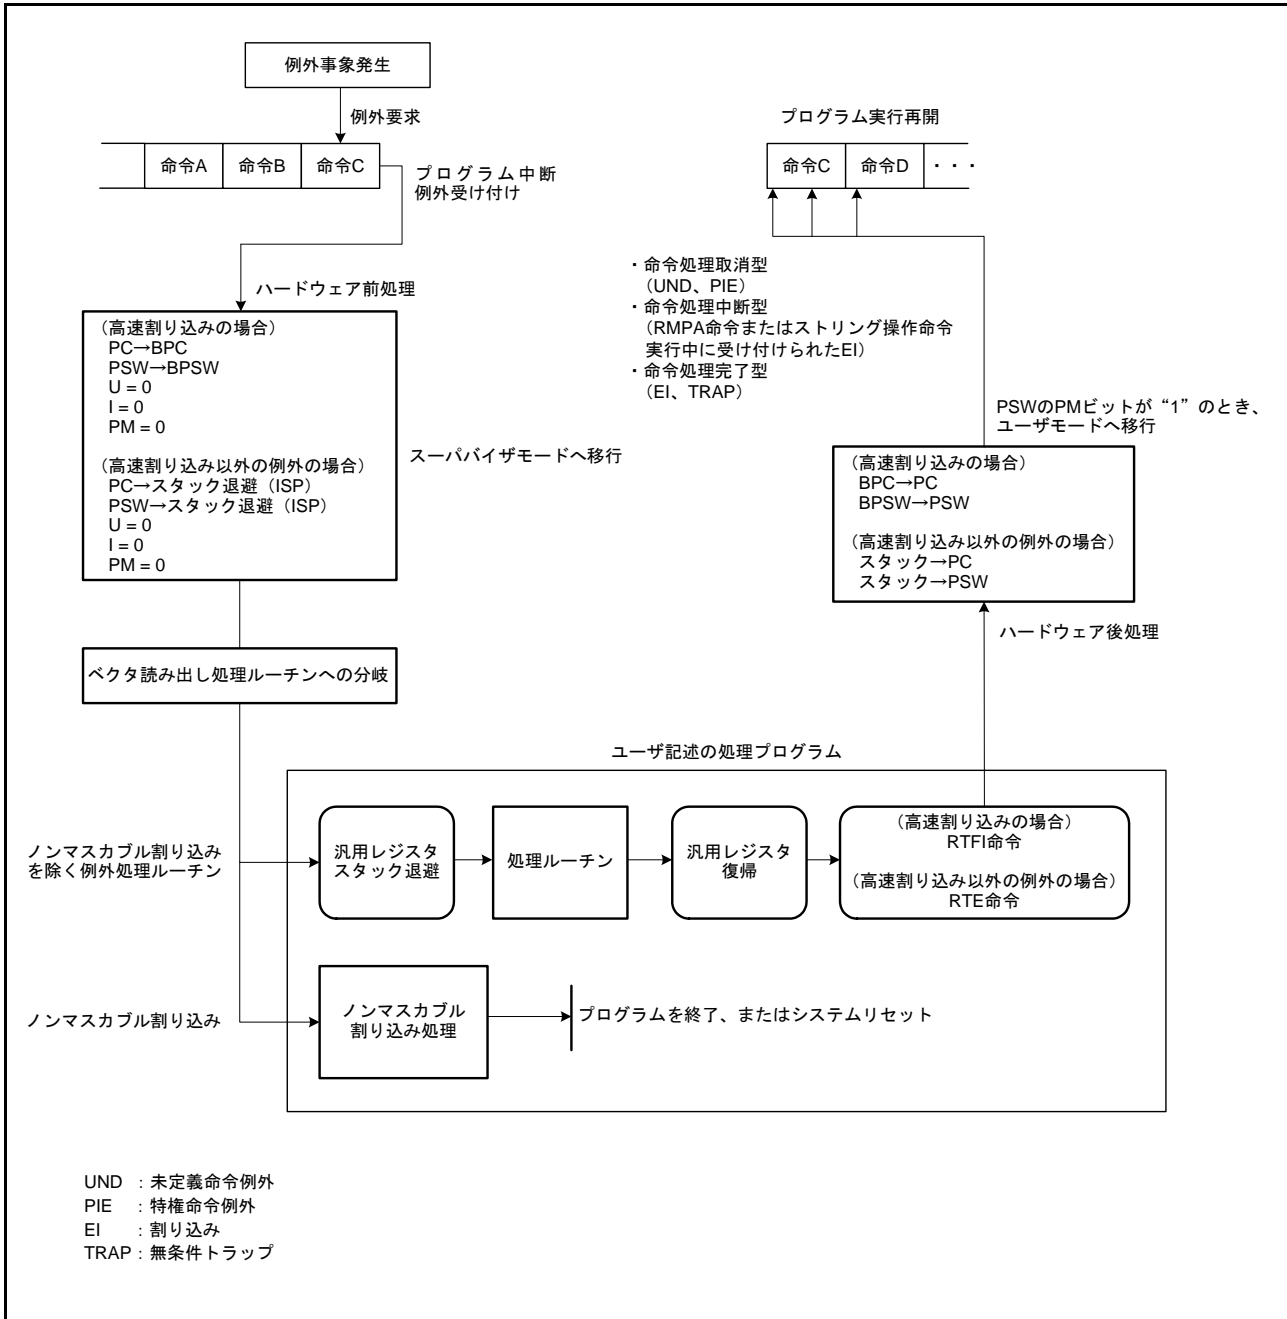 例外事象発生
例外要求
命令A 命令B 命令C
プログラム中断
例外受け付け
ハードウェア前処理
（高速割り込みの場合）
PC→BPC
PSW→BPSW
U = 0
I = 0
PM = 0
（高速割り込み以外の例外の場合）
PC→スタック退避（ISP）
PSW→スタック退避（ISP）
U = 0
I = 0
PM = 0
スーパバイザモードへ移行
ベクタ読み出し処理ルーチンへの分岐
プログラム実行再開
命令C 命令D ・・・
・命令処理取消型
（UND、PIE）
・命令処理中断型
（RMPA命令またはストリング操作命令
実行中に受け付けられたEI）
・命令処理完了型
（EI、TRAP）
PSWのPMビットが“1”のとき、
ユーザモードへ移行
（高速割り込みの場合）
BPC→PC
BPSW→PSW
（高速割り込み以外の例外の場合）
スタック→PC
スタック→PSW
ハードウェア後処理
ユーザ記述の処理プログラム
ノンマスカブル割り込み
を除く例外処理ルーチン
汎用レジスタ
スタック退避
処理ルーチン
汎用レジスタ
復帰
（高速割り込みの場合）
RTFI命令
（高速割り込み以外の例外の場合）
RTE命令
ノンマスカブル割り込み
ノンマスカブル
割り込み処理
プログラムを終了、またはシステムリセット
UND ：未定義命令例外
PIE ：特権命令例外
EI ：割り込み
TRAP：無条件トラップ